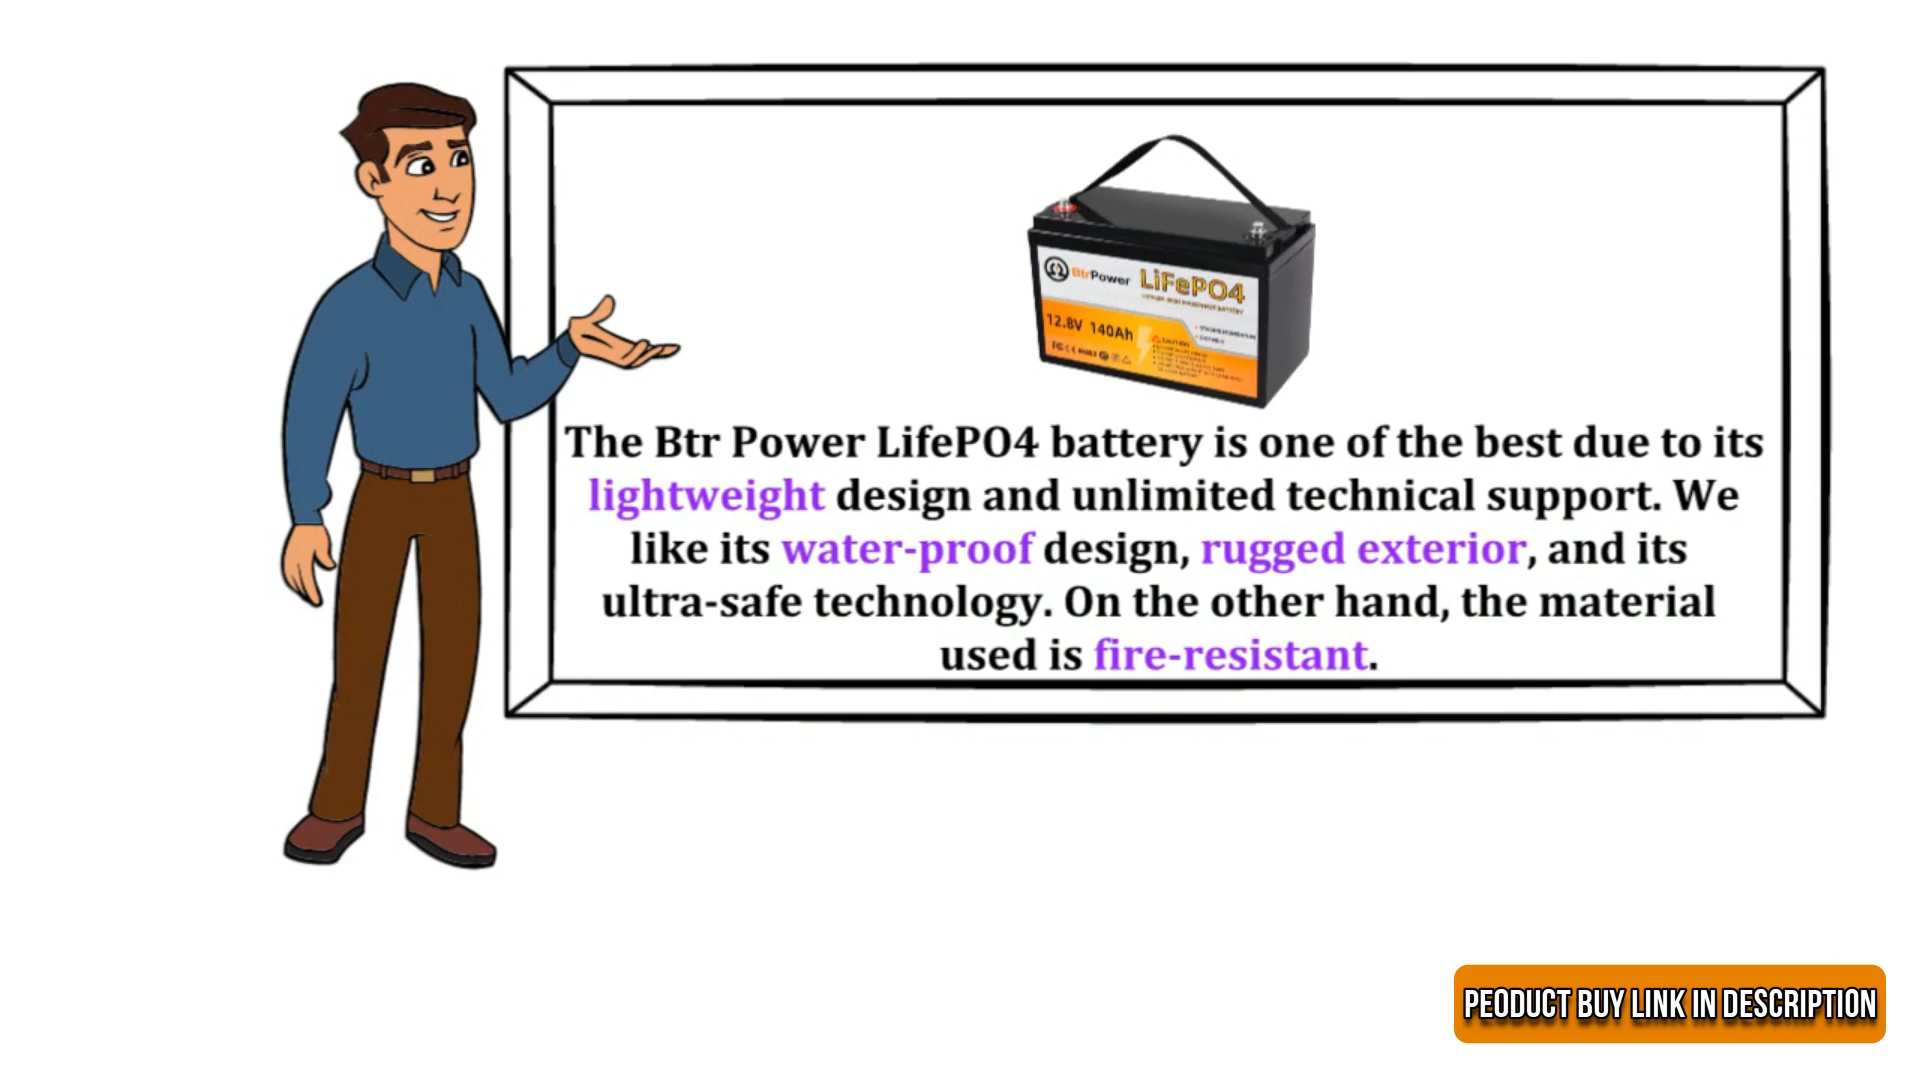 BtrPower LiFePO4
12.8V 140Ah
CAUTION
The Btr Power LifePO4 battery is one of the best due to its
lightweight design and unlimited technical support. We
like its water-proof design, rugged exterior, and its
ultra-safe technology. On the other hand, the material
used is fire-resistant.
PEODUCT BUY LINK IN DESCRIPTION